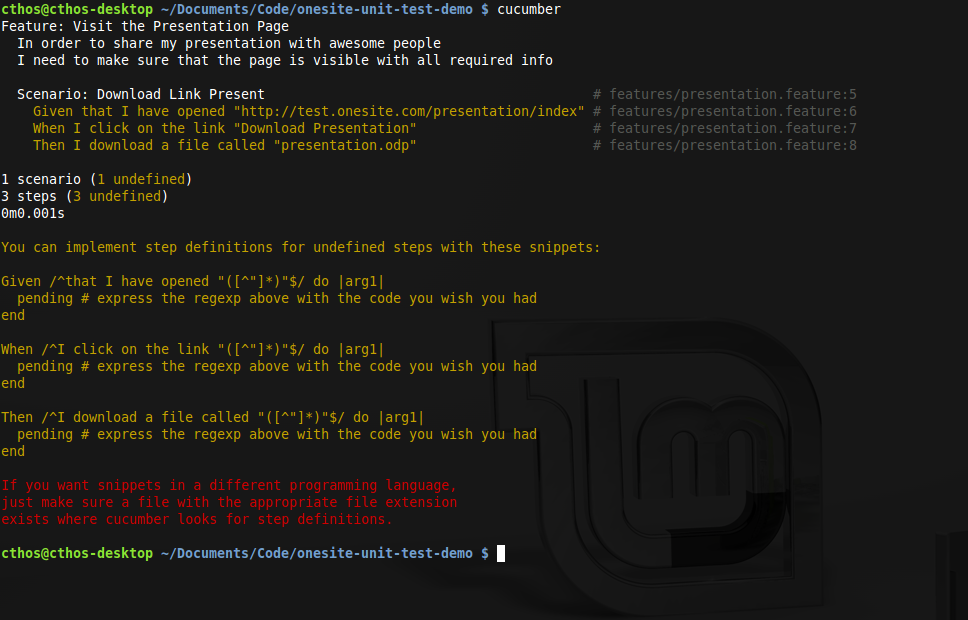 cthos@cthos-desktop ~/Documents/Code/onesite-unit-test-demo $ cucumber
Feature: Visit the Presentation Page
  In order to share my presentation with awesome people
  I need to make sure that the page is visible with all required info

  Scenario: Download Link Present                                         # features/presentation.feature:5
    Given that I have opened "http://test.onesite.com/presentation/index" # features/presentation.feature:6
    When I click on the link "Download Presentation"                      # features/presentation.feature:7
    Then I download a file called "presentation.odp"                      # features/presentation.feature:8

1 scenario (1 undefined)
3 steps (3 undefined)
0m0.001s

You can implement step definitions for undefined steps with these snippets:

Given /^that I have opened "([^"]*)"$/ do |arg1|
  pending # express the regexp above with the code you wish you had
end

When /^I click on the link "([^"]*)"$/ do |arg1|
  pending # express the regexp above with the code you wish you had
end

Then /^I download a file called "([^"]*)"$/ do |arg1|
  pending # express the regexp above with the code you wish you had
end

If you want snippets in a different programming language,
just make sure a file with the appropriate file extension
exists where cucumber looks for step definitions.

cthos@cthos-desktop ~/Documents/Code/onesite-unit-test-demo $